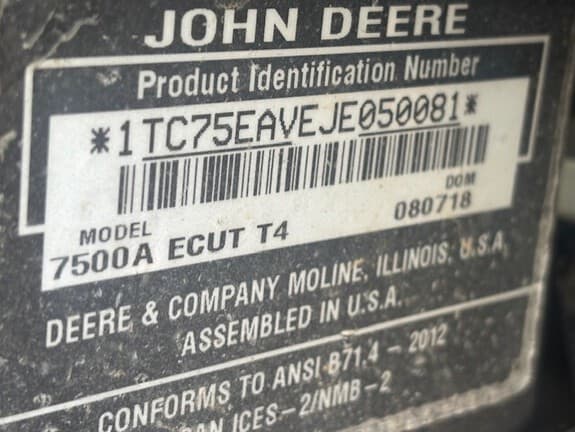 JOHN DEERE
Product Identification Number
*1TC75EAVEJE050081*
MODEL
DOM
7500A ECUT T4
080718
DEERE & COMPANY MOLINE, ILLINOIS, U.S.A.
ASSEMBLED IN U.S.A.
CONFORMS TO ANSI B71.4 - 2012
ICES-2/NMB-2